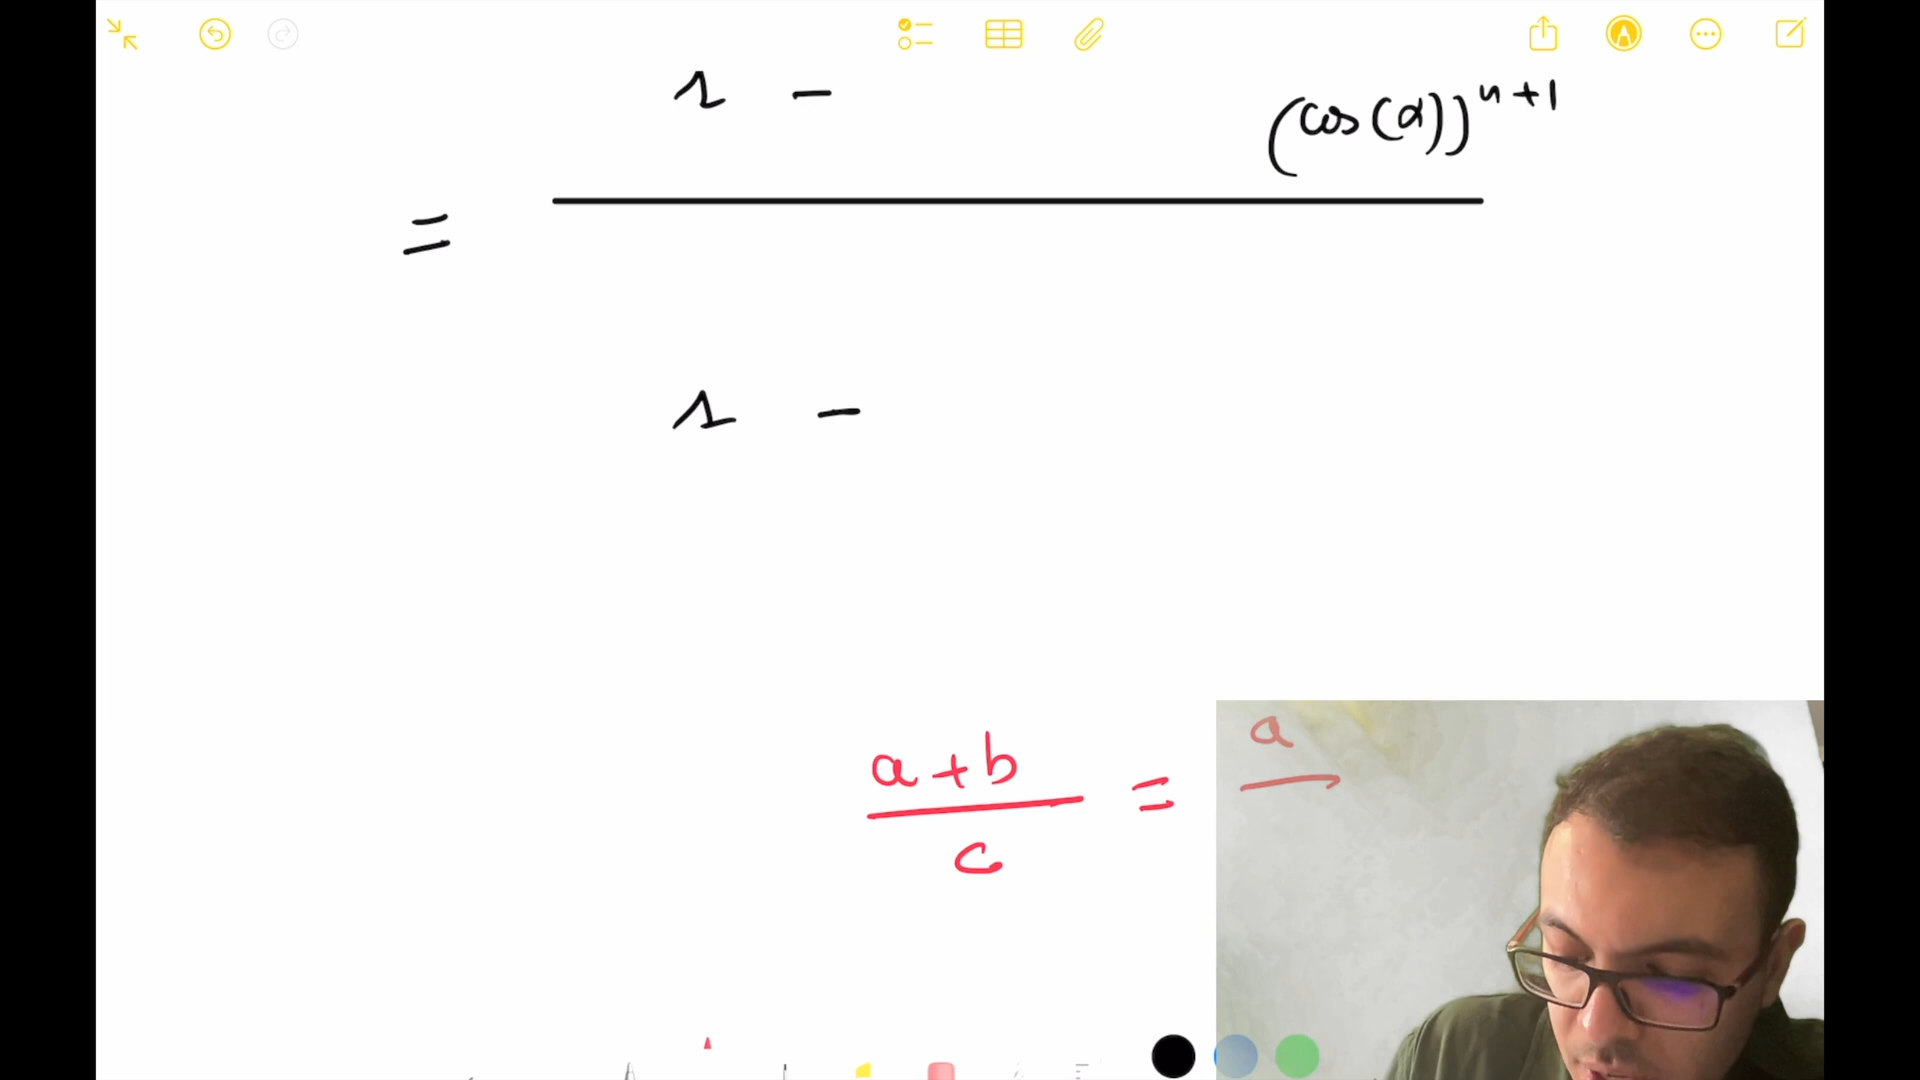 1 -
(cos(α))ⁿ⁺¹
=
1 -
a + b
c
=
a